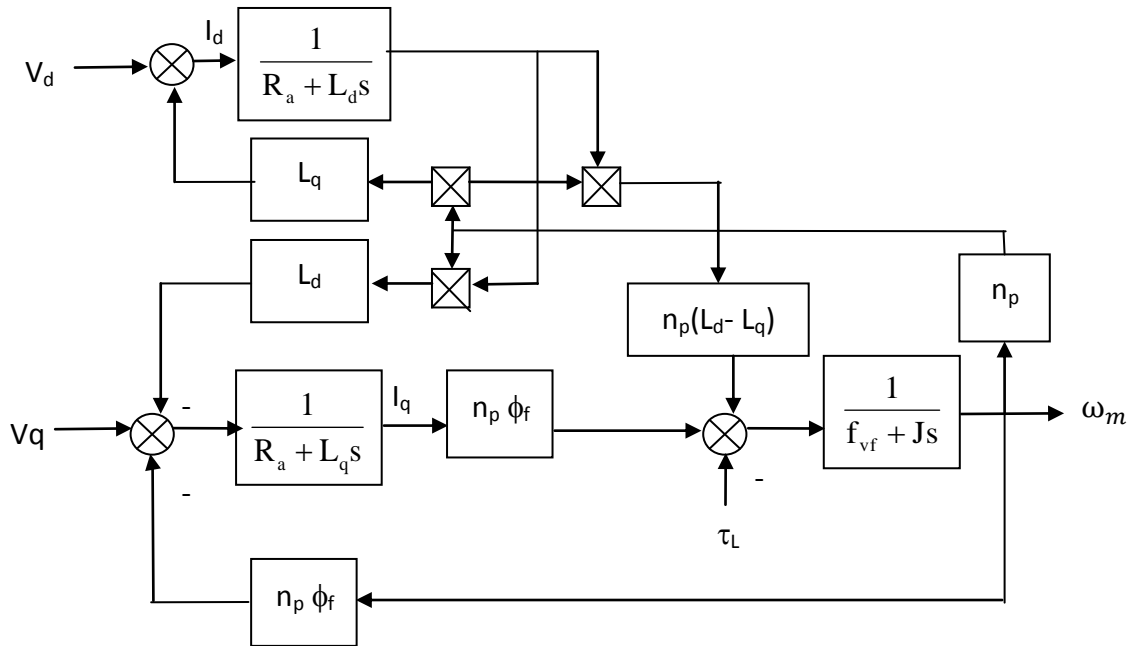 I_d
V_d
1
R_a + L_d s
L_q
L_d
n_p
n_p(L_d- L_q)
1
R_a + L_q s
I_q
n_p ϕ_f
1
f_vf + Js
ω_m
Vq
-
-
-
τ_L
n_p ϕ_f